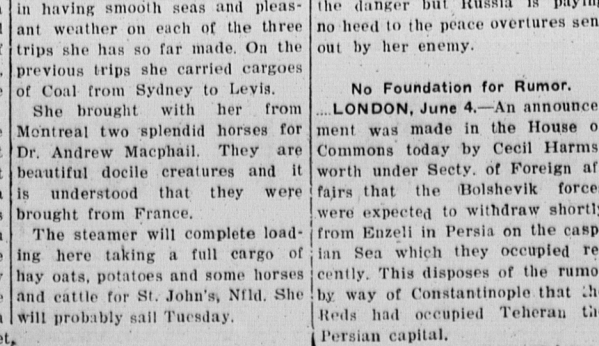 in having smooth seas and pleas-
ant weather on each of the three
trips she has so far made. On the
previous trips she carried cargoes
of Coal from Sydney to Levis.
She brought with her from
Montreal two splendid horses for
Dr. Andrew Macphail. They are
beautiful docile creatures and it
is understood that they were
brought from France.
The steamer will complete load-
ing here taking a full cargo of
hay oats, potatoes and some horses
and cattle for St. John's, Nfld. She
will probably sail Tuesday.
the danger but Russia is paying
no heed to the peace overtures sen
out by her enemy.
No Foundation for Rumor.
....LONDON, June 4.—An announce
ment was made in the House o
Commons today by Cecil Harms
worth under Secty. of Foreign af
fairs that the Bolshevik force
were expected to withdraw shortl
from Enzeli in Persia on the casp
ian Sea which they occupied re
cently. This disposes of the rumo
by way of Constantinople that the
Reds had occupied Teheran th
Persian capital.